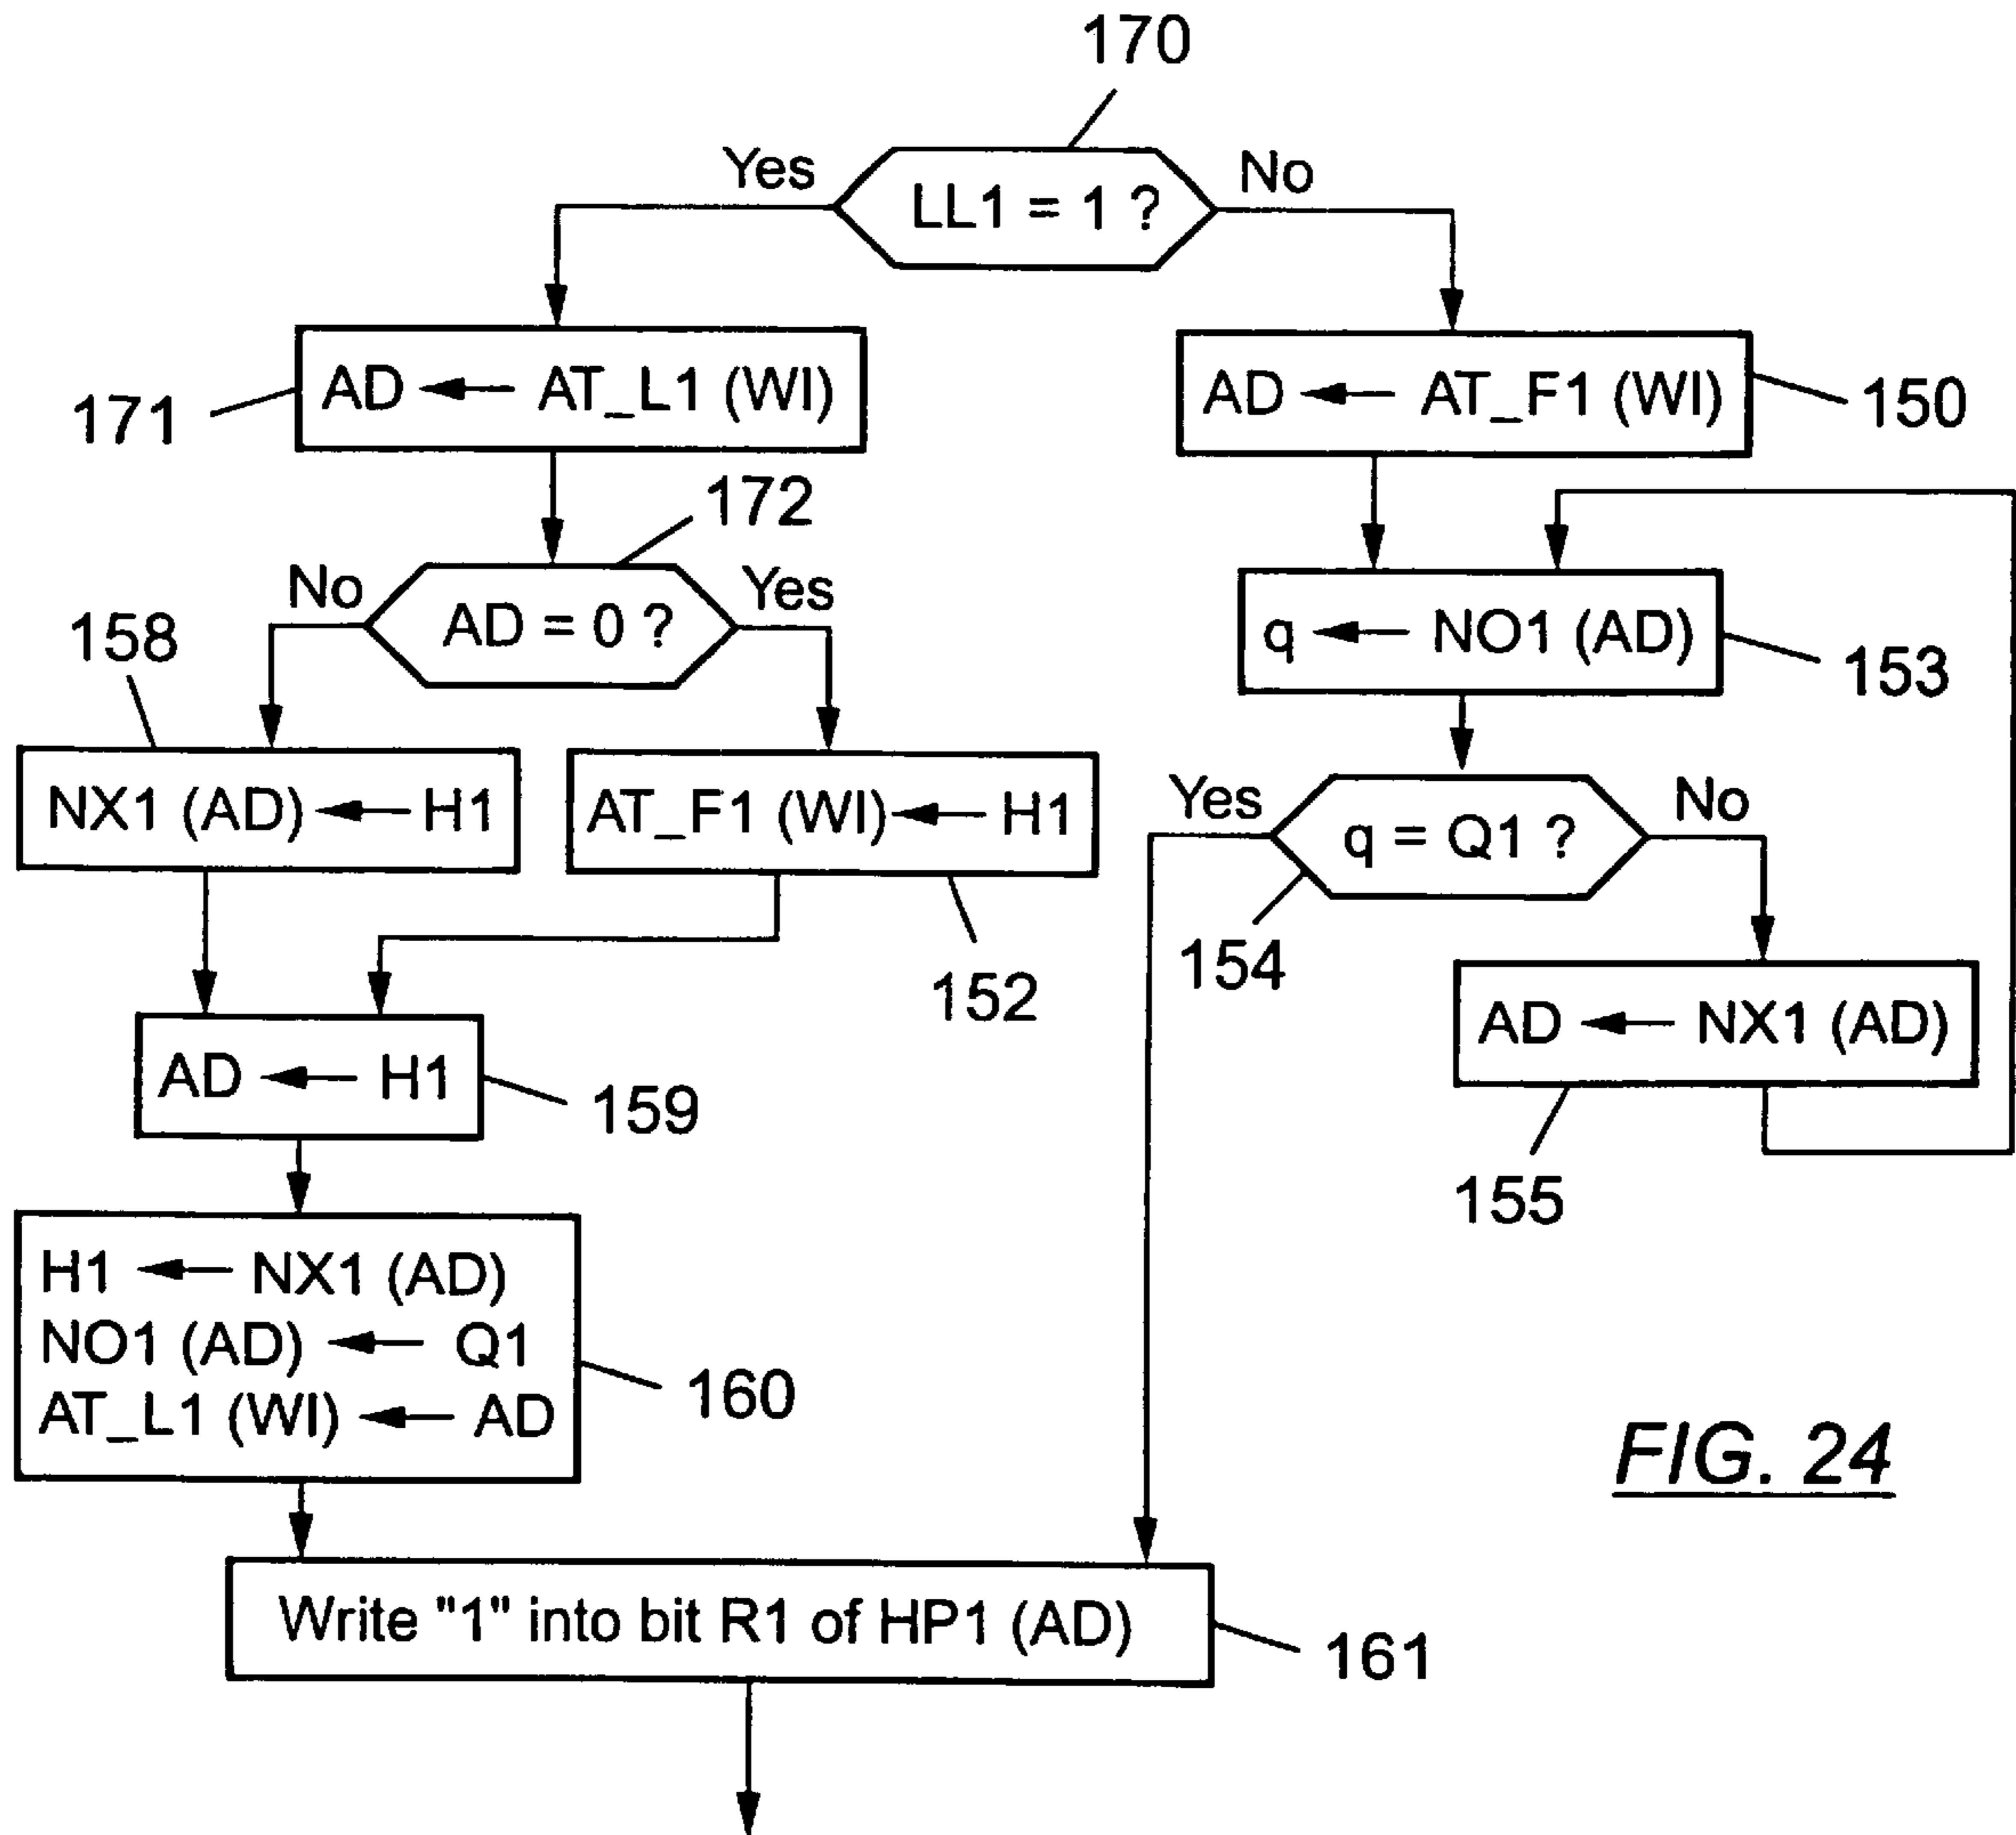 170
Yes
LL1 = 1 ?
No
AD ← AT_L1 (WI)
171
AD ← AT_F1 (WI)
150
172
No
AD = 0 ?
Yes
158
q ← NO1 (AD)
153
NX1 (AD) ← H1
AT_F1 (WI) ← H1
152
Yes
q = Q1 ?
No
154
AD ← NX1 (AD)
155
AD ← H1
159
H1 ← NX1 (AD)
NO1 (AD) ← Q1
AT_L1 (WI) ← AD
160
FIG. 24
Write "1" into bit R1 of HP1 (AD)
161